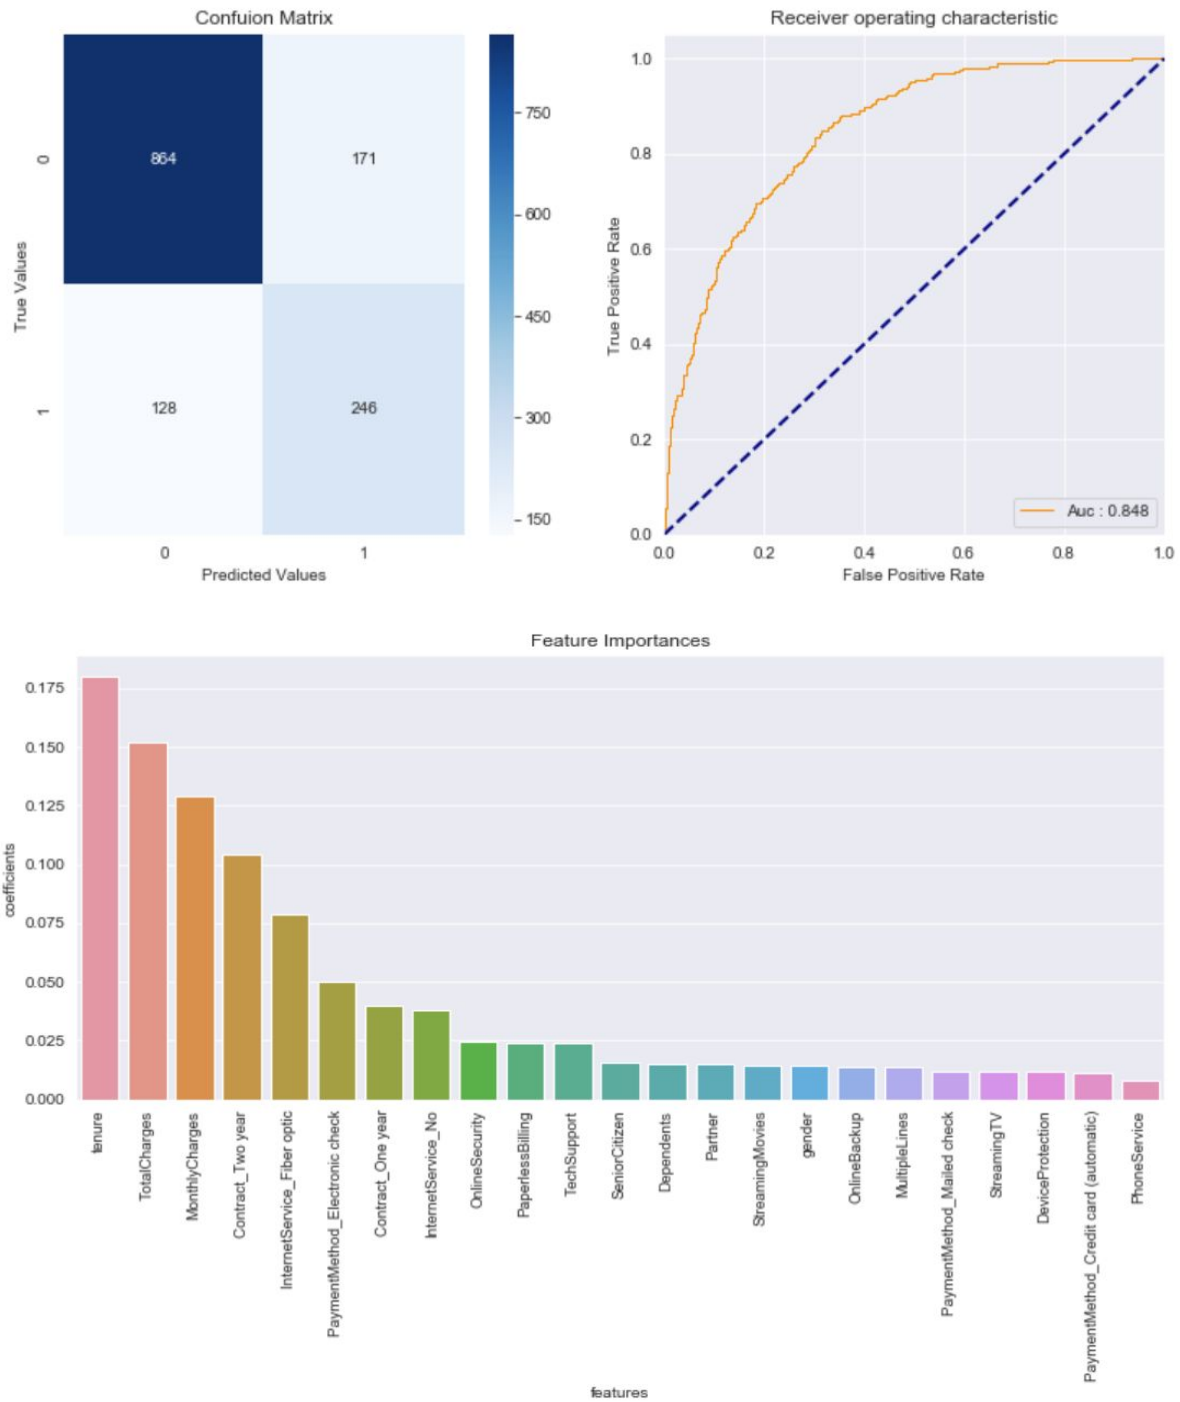 Confuion Matrix
Receiver operating characteristic
864
171
128
246
0
1
True Values
0
1
Predicted Values
750
600
450
300
150
1.0
0.8
0.6
0.4
0.2
0.0
True Positive Rate
0.0
0.2
0.4
0.6
0.8
1.0
False Positive Rate
Auc : 0.848
Feature Importances
0.175
0.150
0.125
0.100
0.075
0.050
0.025
0.000
coefficients
tenure
TotalCharges
MonthlyCharges
Contract_Two year
InternetService_Fiber optic
PaymentMethod_Electronic check
Contract_One year
InternetService_No
OnlineSecurity
PaperlessBilling
TechSupport
SeniorCitizen
Dependents
Partner
StreamingMovies
gender
OnlineBackup
MultipleLines
PaymentMethod_Mailed check
StreamingTV
DeviceProtection
PaymentMethod_Credit card (automatic)
PhoneService
features